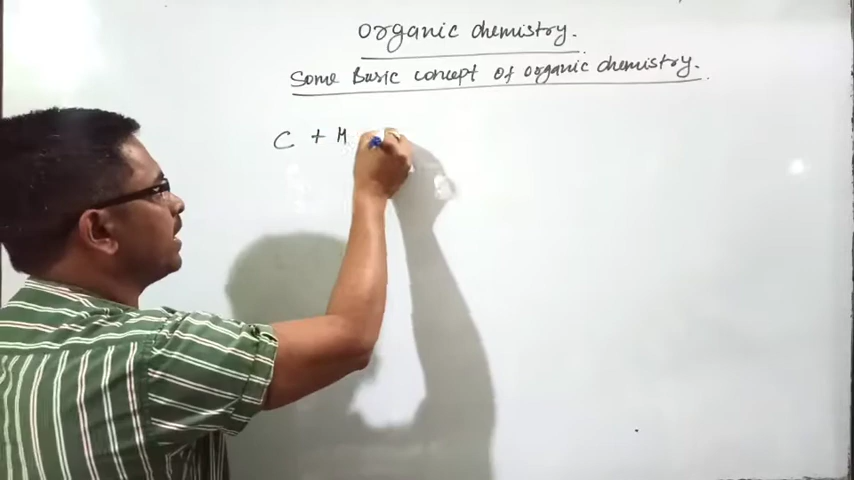 Organic chemistry.
Some Basic concept of organic chemistry.
C + H